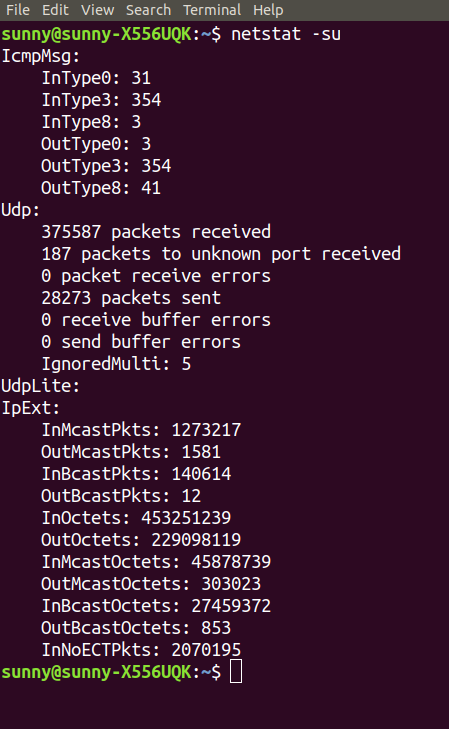 File Edit View Search Terminal Help
sunny@sunny-X556UQK:~$ netstat -su
IcmpMsg:
    InType0: 31
    InType3: 354
    InType8: 3
    OutType0: 3
    OutType3: 354
    OutType8: 41
Udp:
    375587 packets received
    187 packets to unknown port received
    0 packet receive errors
    28273 packets sent
    0 receive buffer errors
    0 send buffer errors
    IgnoredMulti: 5
UdpLite:
IpExt:
    InMcastPkts: 1273217
    OutMcastPkts: 1581
    InBcastPkts: 140614
    OutBcastPkts: 12
    InOctets: 453251239
    OutOctets: 229098119
    InMcastOctets: 45878739
    OutMcastOctets: 303023
    InBcastOctets: 27459372
    OutBcastOctets: 853
    InNoECTPkts: 2070195
sunny@sunny-X556UQK:~$